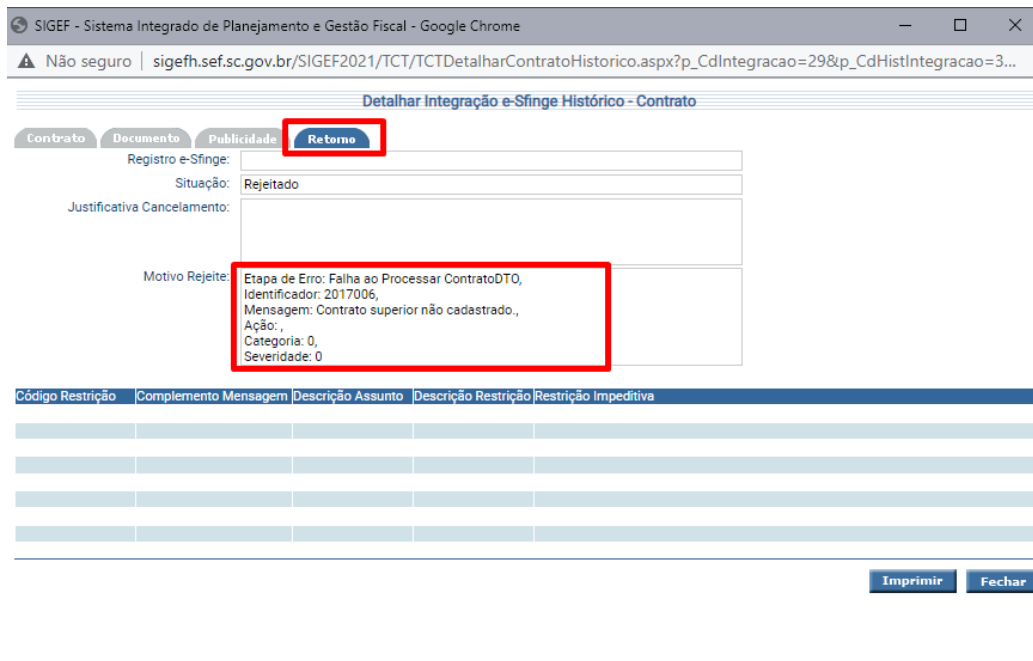 SIGEF - Sistema Integrado de Planejamento e Gestão Fiscal - Google Chrome
Não seguro | sigefh.sef.sc.gov.br/SIGEF2021/TCT/TCTDetalharContratoHistorico.aspx?p_CdIntegracao=29&p_CdHistIntegracao=3...
Detalhar Integração e-Sfinge Histórico - Contrato
Contrato Documento Publicidade Retorno
Registro e-Sfinge:
Situação: Rejeitado
Justificativa Cancelamento:
Motivo Rejeite: Etapa de Erro: Falha ao Processar ContratoDTO,
Identificador: 2017006,
Mensagem: Contrato superior não cadastrado.,
Ação: ,
Categoria: 0,
Severidade: 0
Código Restrição Complemento Mensagem Descrição Assunto Descrição Restrição Restrição Impeditiva
Imprimir Fechar